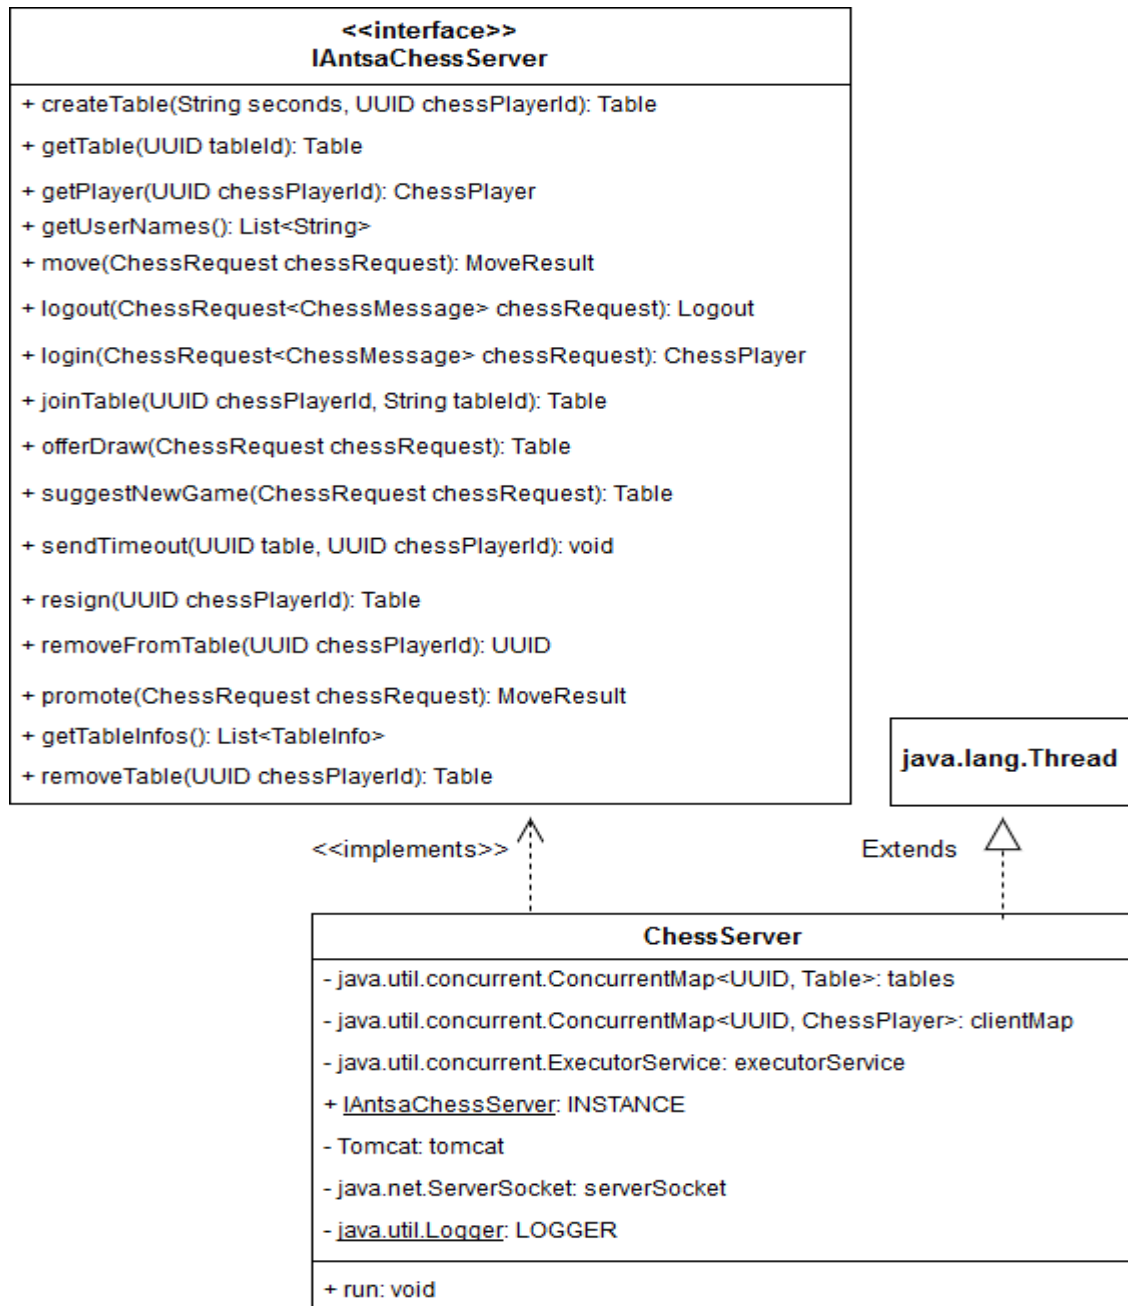 <<interface>>
IAntsaChessServer
+ createTable(String seconds, UUID chessPlayerId): Table
+ getTable(UUID tableId): Table
+ getPlayer(UUID chessPlayerId): ChessPlayer
+ getUserNames(): List<String>
+ move(ChessRequest chessRequest): MoveResult
+ logout(ChessRequest<ChessMessage> chessRequest): Logout
+ login(ChessRequest<ChessMessage> chessRequest): ChessPlayer
+ joinTable(UUID chessPlayerId, String tableId): Table
+ offerDraw(ChessRequest chessRequest): Table
+ suggestNewGame(ChessRequest chessRequest): Table
+ sendTimeout(UUID table, UUID chessPlayerId): void
+ resign(UUID chessPlayerId): Table
+ removeFromTable(UUID chessPlayerId): UUID
+ promote(ChessRequest chessRequest): MoveResult
+ getTableInfos(): List<TableInfo>
+ removeTable(UUID chessPlayerId): Table
java.lang.Thread
<<implements>>
Extends
ChessServer
- java.util.concurrent.ConcurrentMap<UUID, Table>: tables
- java.util.concurrent.ConcurrentMap<UUID, ChessPlayer>: clientMap
- java.util.concurrent.ExecutorService: executorService
+ IAntsaChessServer: INSTANCE
- Tomcat: tomcat
- java.net.ServerSocket: serverSocket
- java.util.Logger: LOGGER
+ run: void